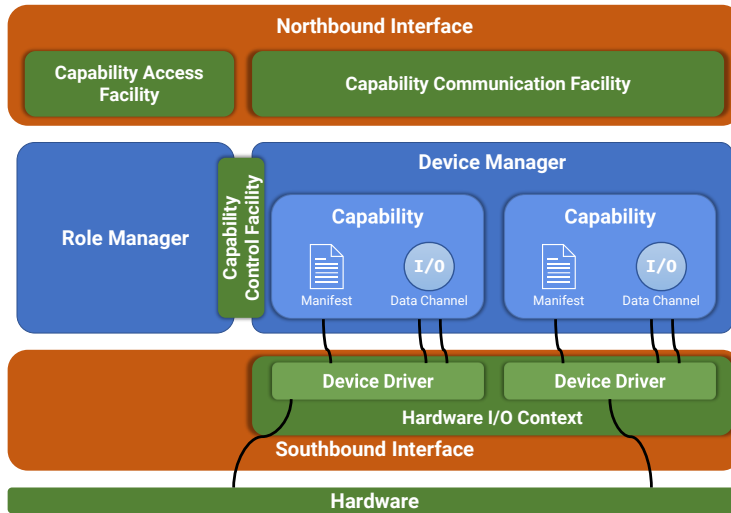 Northbound Interface
Capability Access
Facility
Capability Communication Facility
Role Manager
Capability
Control Facility
Device Manager
Capability
I/O
Manifest
Data Channel
Capability
I/O
Manifest
Data Channel
Device Driver
Device Driver
Hardware I/O Context
Southbound Interface
Hardware